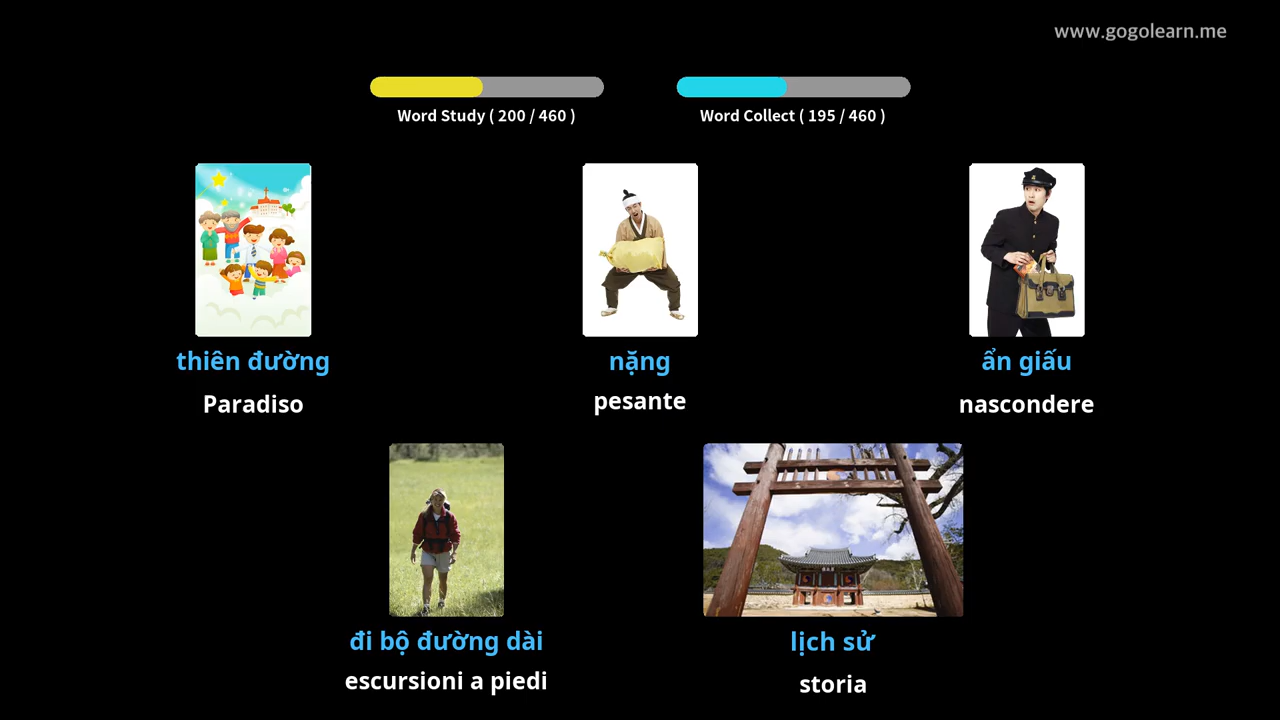 www.gogolearn.me
Word Study ( 200 / 460 )
Word Collect ( 195 / 460 )
thiên đường
Paradiso
nặng
pesante
ẩn giấu
nascondere
đi bộ đường dài
escursioni a piedi
lịch sử
storia